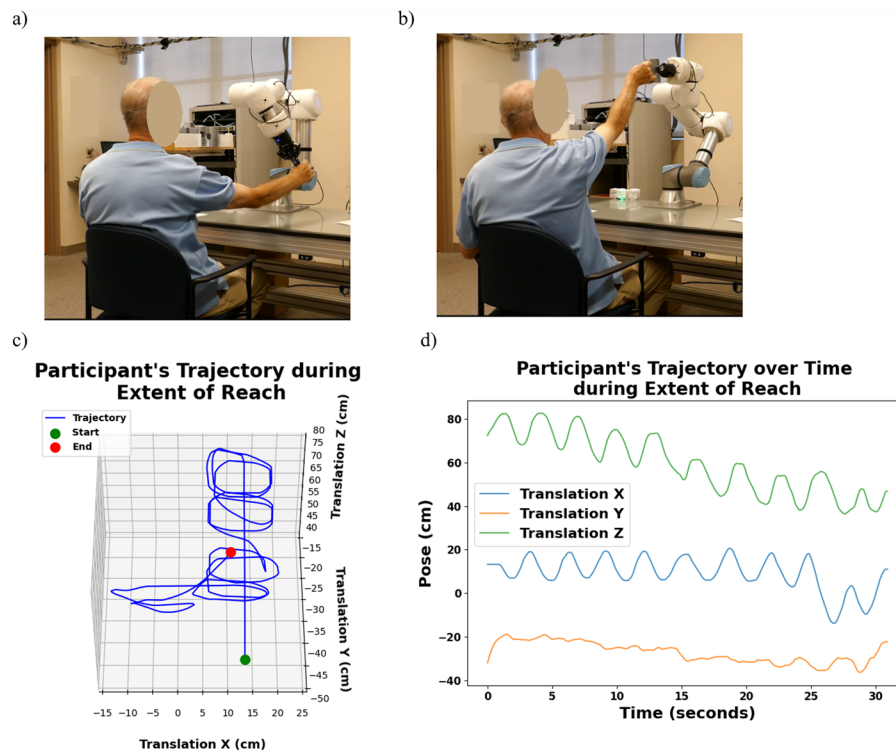 a)
b)
c)
Participant's Trajectory during
Extent of Reach
Trajectory
Start
End
Translation Z (cm)
80
75
70
65
60
55
50
45
40
-15
-20
-25
-30
-35
-40
-45
-50
Translation Y (cm)
-15 -10 -5 0 5 10 15 20 25
Translation X (cm)
d)
Participant's Trajectory over Time
during Extent of Reach
Pose (cm)
80
60
40
20
0
-20
-40
Translation X
Translation Y
Translation Z
0 5 10 15 20 25 30
Time (seconds)